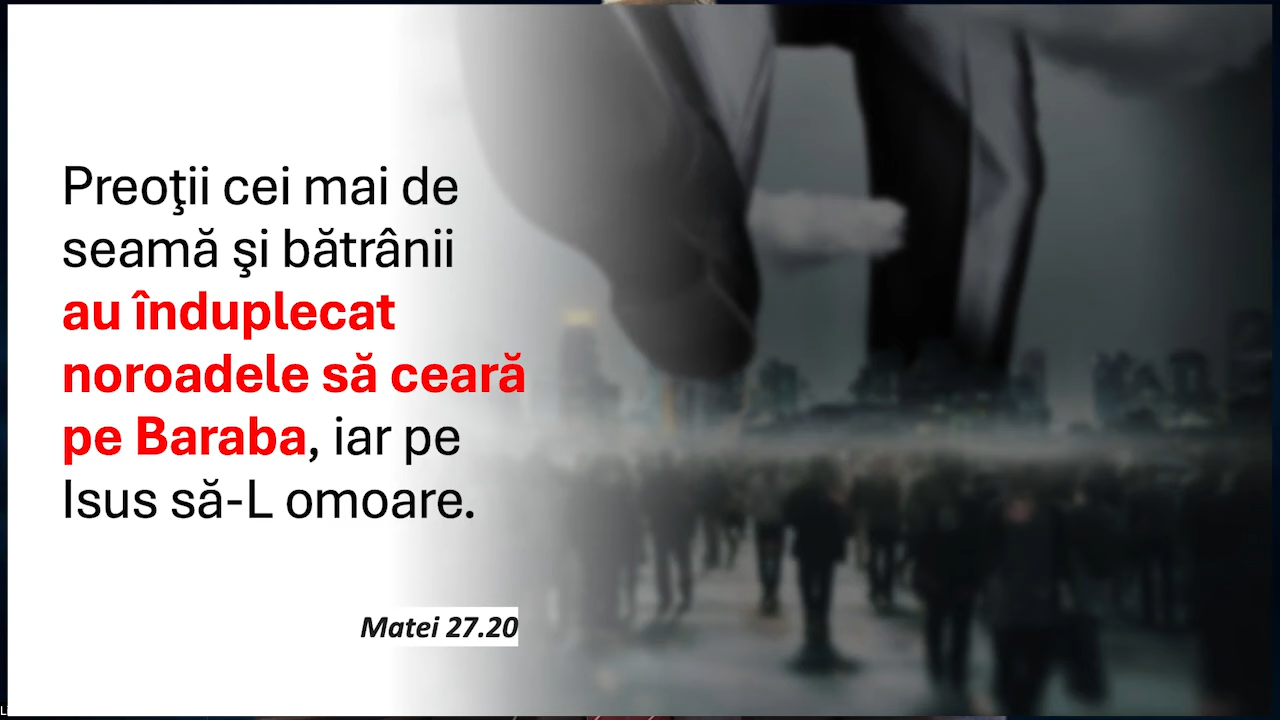 Preoţii cei mai de
seamă şi bătrânii
au înduplecat
noroadele să ceară
pe Baraba, iar pe
Isus să-L omoare.
Matei 27.20